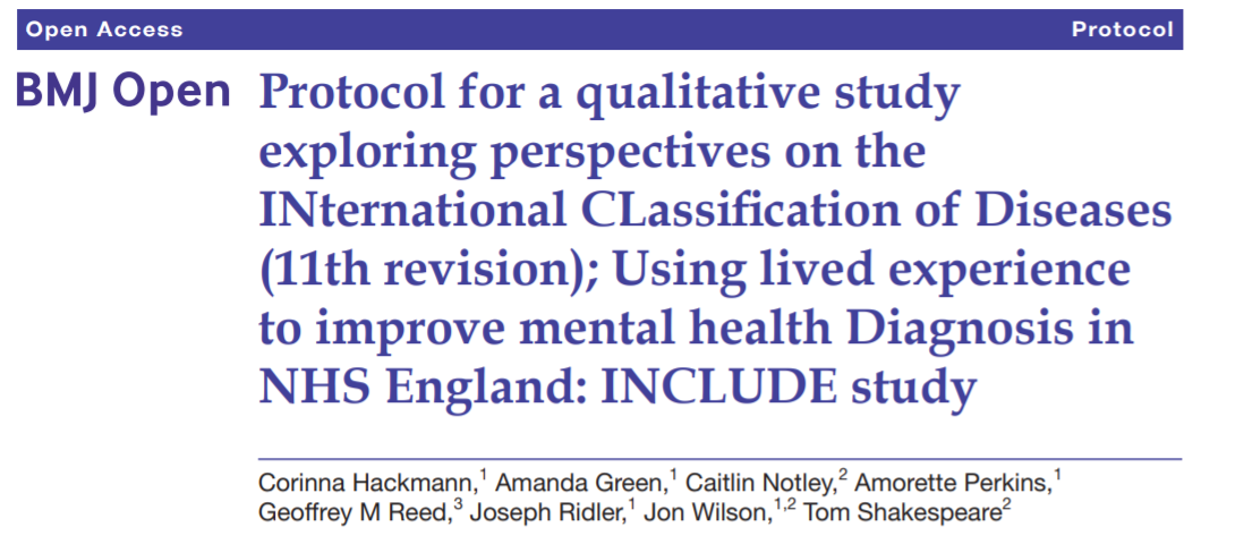 Open Access Protocol
BMJ Open Protocol for a qualitative study
exploring perspectives on the
INternational CLassification of Diseases
(11th revision); Using lived experience
to improve mental health Diagnosis in
NHS England: INCLUDE study
Corinna Hackmann,1 Amanda Green,1 Caitlin Notley,2 Amorette Perkins,1
Geoffrey M Reed,3 Joseph Ridler,1 Jon Wilson,1,2 Tom Shakespeare2